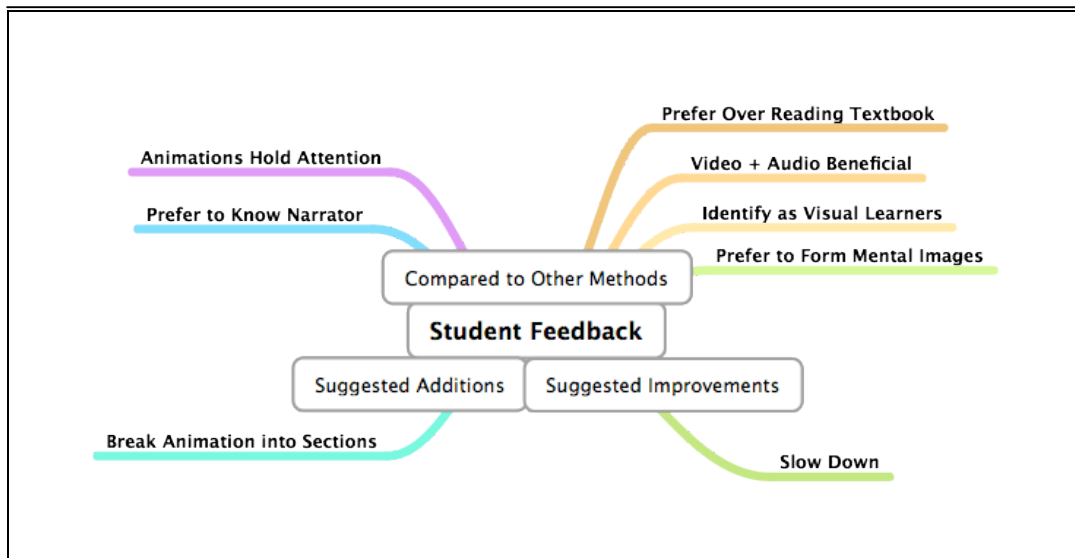 Prefer Over Reading Textbook
Animations Hold Attention
Video + Audio Beneficial
Prefer to Know Narrator
Identify as Visual Learners
Prefer to Form Mental Images
Compared to Other Methods
Student Feedback
Suggested Additions
Suggested Improvements
Break Animation into Sections
Slow Down